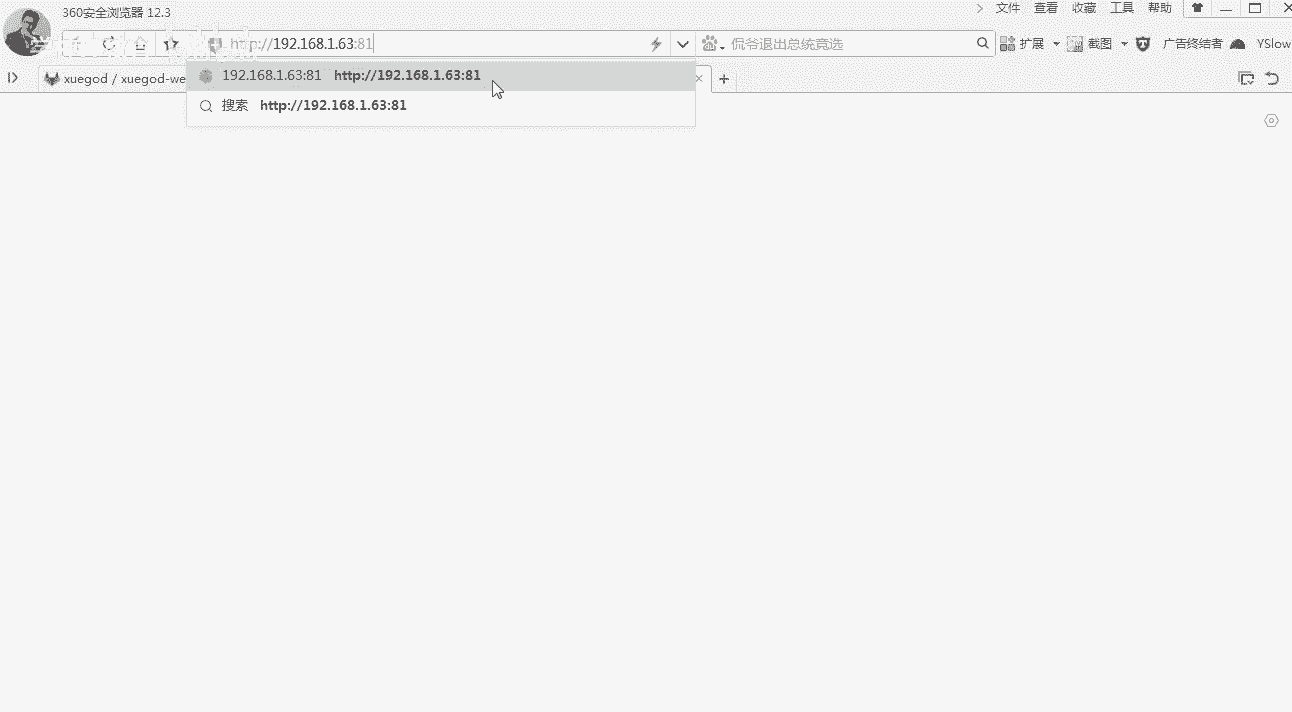 360安全浏览器 12.3
文件 查看 收藏 工具 帮助
http://192.168.1.63:81
侃爷退出总统竞选
扩展 截图 广告终结者 YSlow
xuegod / xuegod-we
192.168.1.63:81 http://192.168.1.63:81
搜索 http://192.168.1.63:81